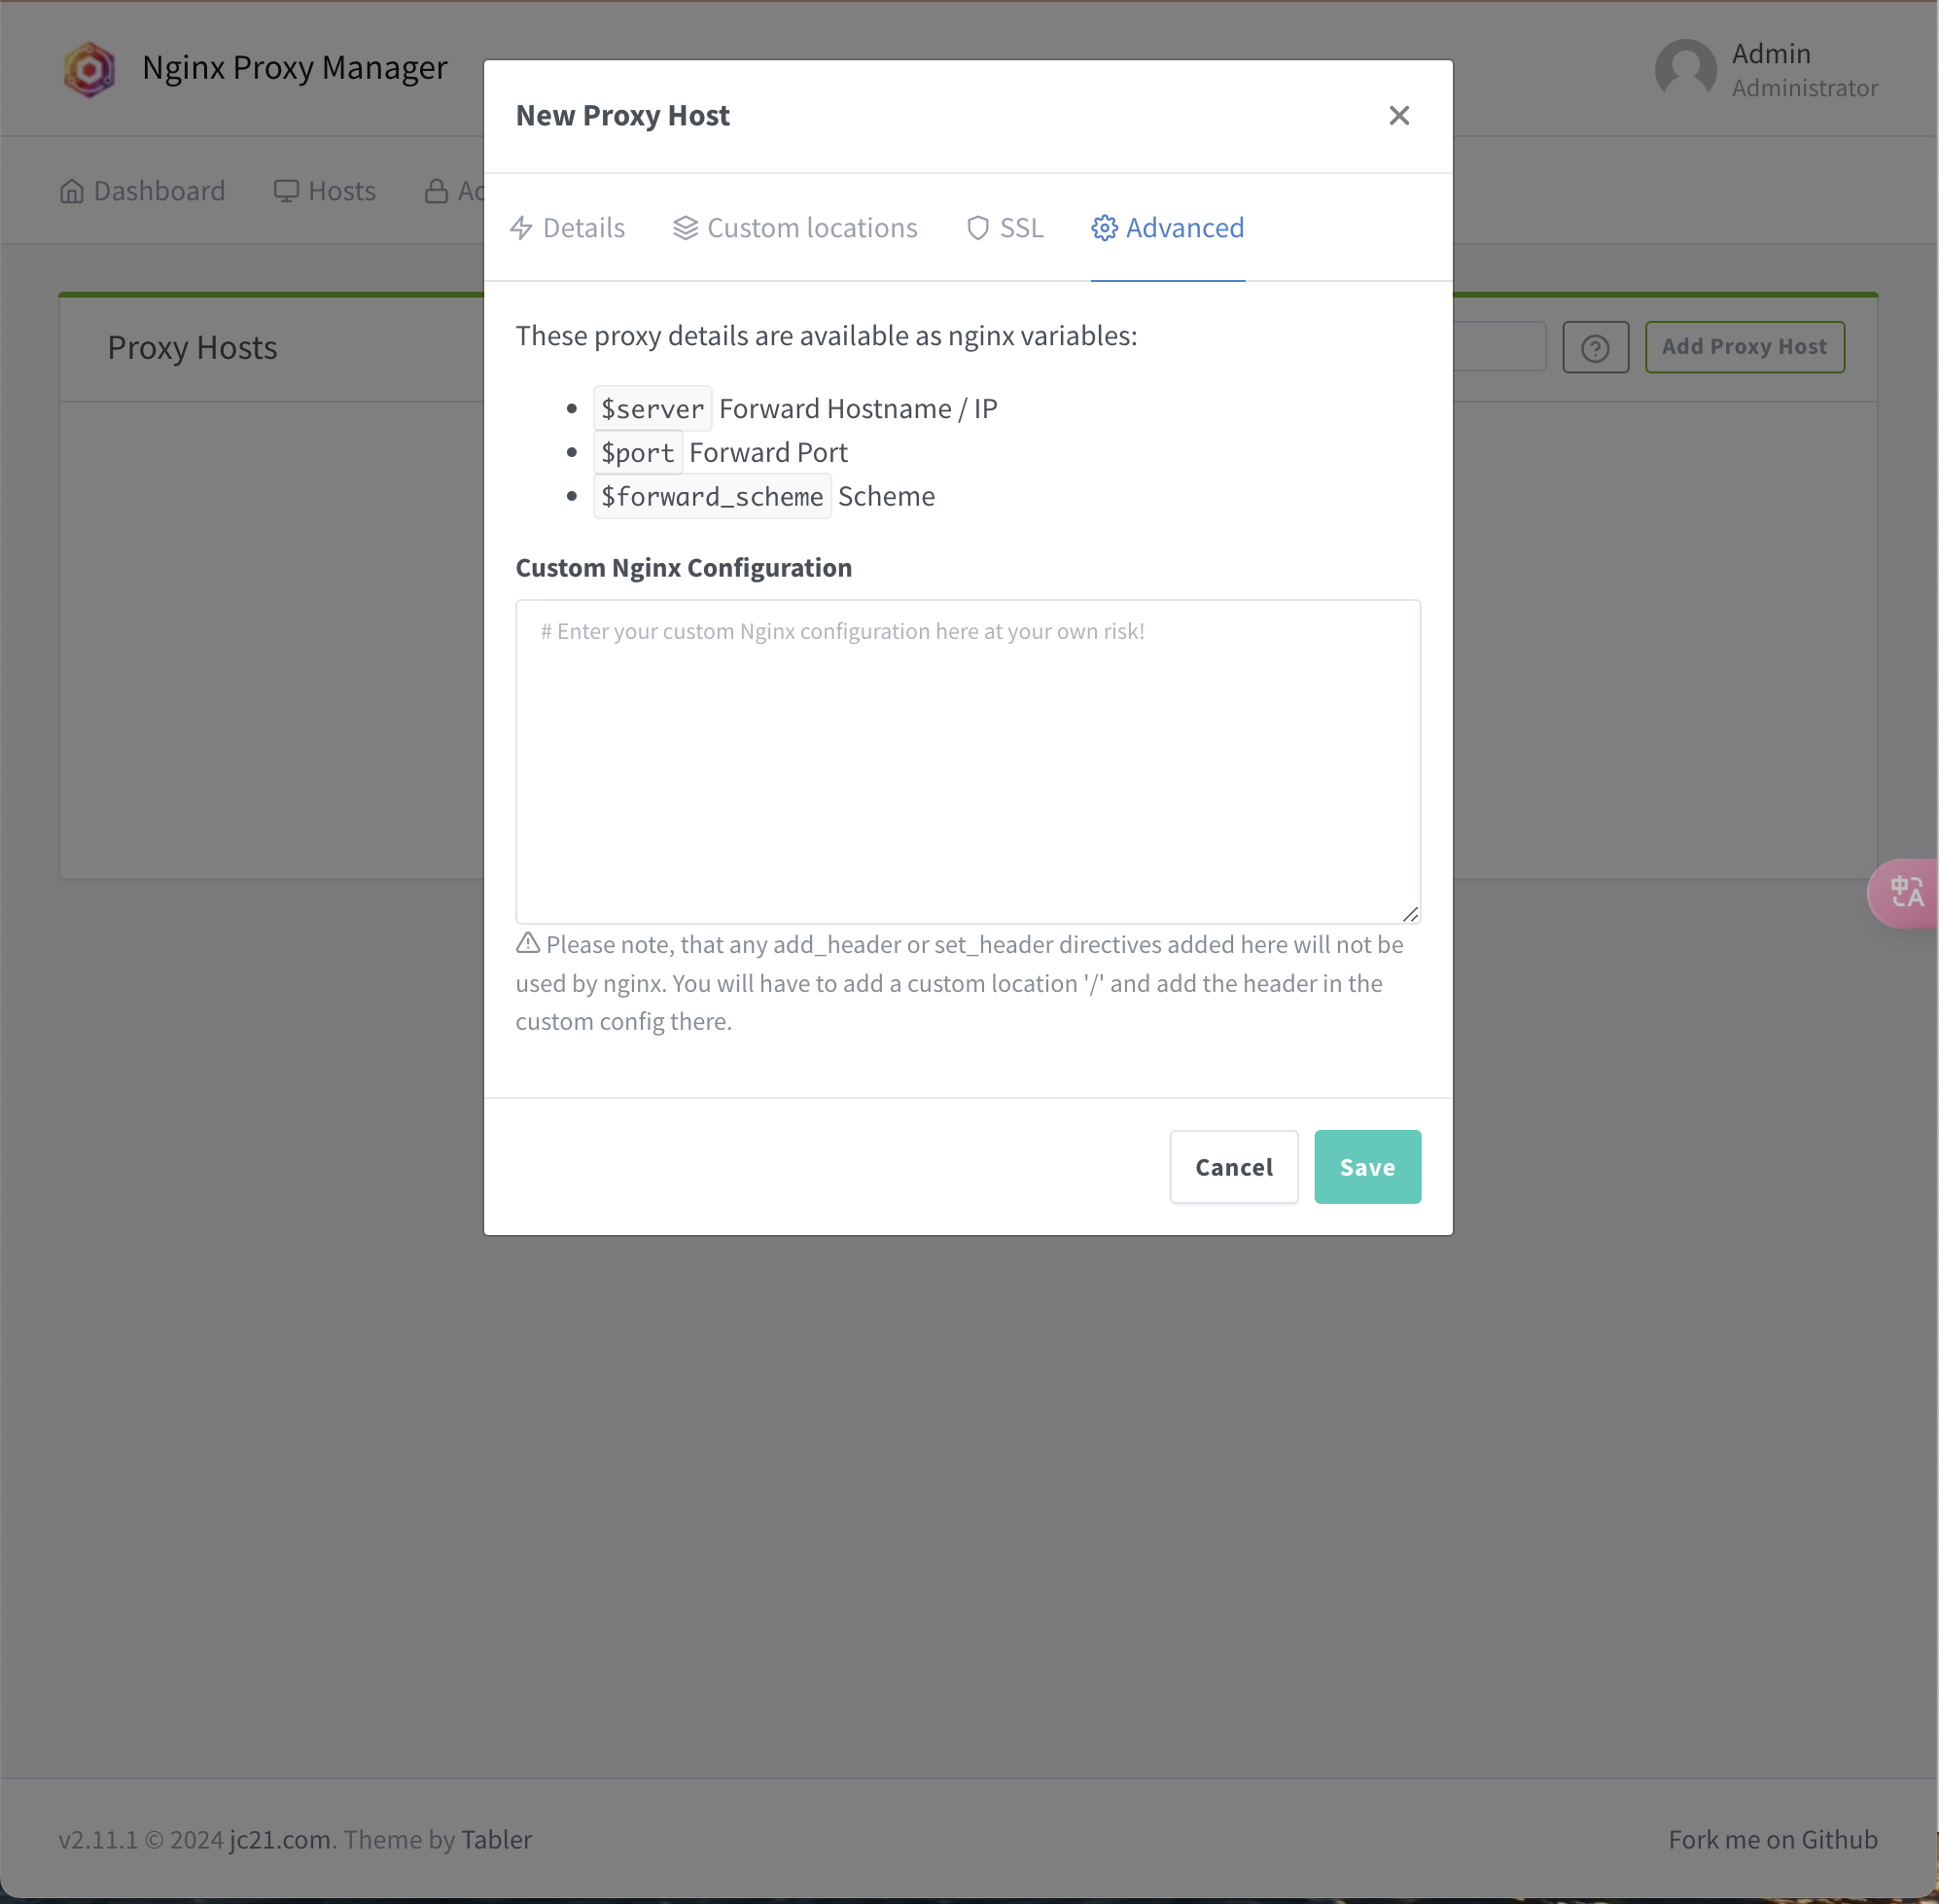 Nginx Proxy Manager
Admin
Administrator
Dashboard
Hosts
Ac
New Proxy Host
Details
Custom locations
SSL
Advanced
Proxy Hosts
Add Proxy Host
These proxy details are available as nginx variables:
• $server Forward Hostname / IP
• $port Forward Port
• $forward_scheme Scheme
Custom Nginx Configuration
# Enter your custom Nginx configuration here at your own risk!
Please note, that any add_header or set_header directives added here will not be
used by nginx. You will have to add a custom location '/' and add the header in the
custom config there.
Cancel
Save
中A
v2.11.1 © 2024 jc21.com. Theme by Tabler
Fork me on Github